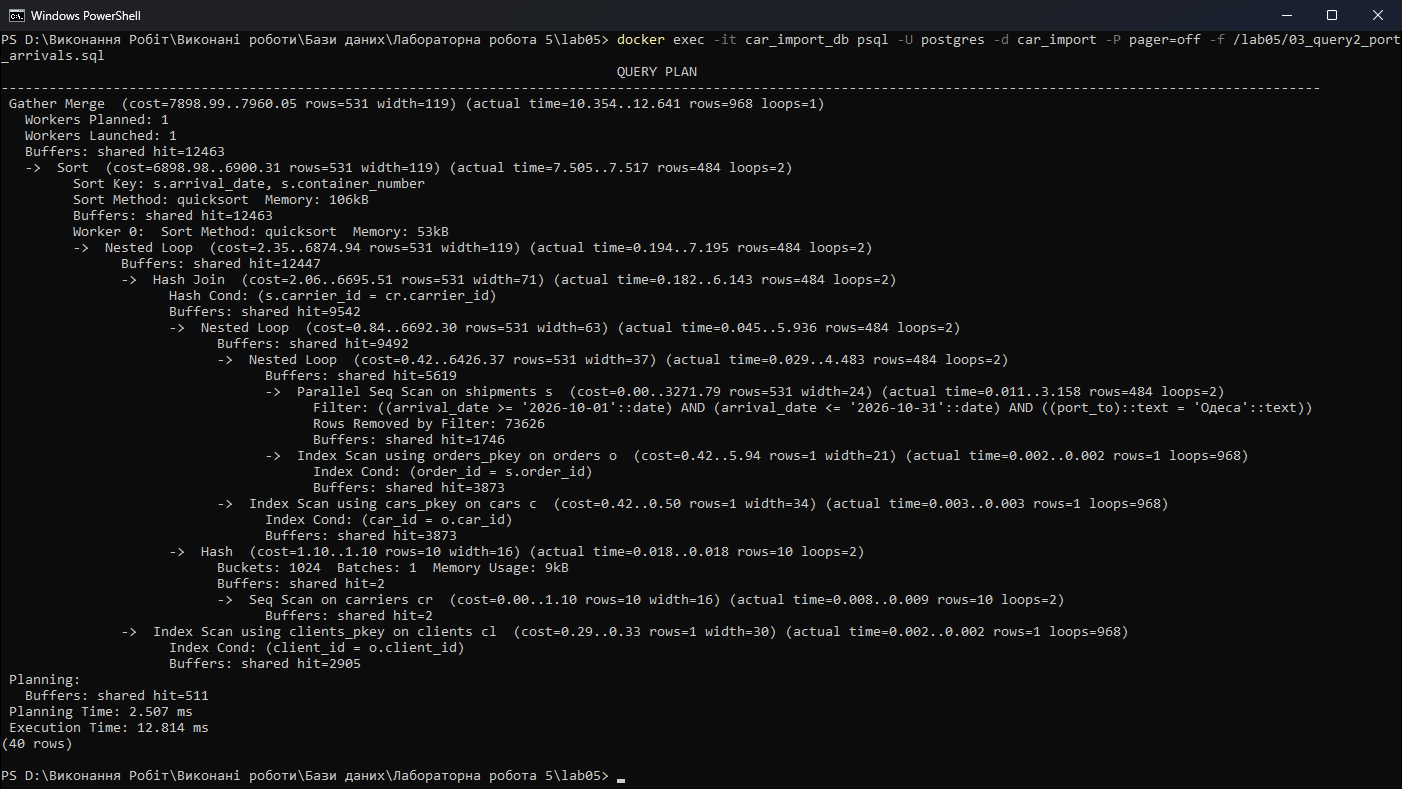 Windows PowerShell
PS D:\Виконання Робіт\Виконані роботи\Бази даних\Лабораторна робота 5\lab05> docker exec -it car_import_db psql -U postgres -d car_import -P pager=off -f /lab05/03_query2_port
_arrivals.sql
QUERY PLAN
---------------------------------------------------------------------------------------------------------------------------------------------------------------------
Gather Merge  (cost=7898.99..7960.05 rows=531 width=119) (actual time=10.354..12.641 rows=968 loops=1)
  Workers Planned: 1
  Workers Launched: 1
  Buffers: shared hit=12463
  ->  Sort  (cost=6898.98..6900.31 rows=531 width=119) (actual time=7.505..7.517 rows=484 loops=2)
        Sort Key: s.arrival_date, s.container_number
        Sort Method: quicksort  Memory: 106kB
        Buffers: shared hit=12463
        Worker 0:  Sort Method: quicksort  Memory: 53kB
        ->  Nested Loop  (cost=2.35..6874.94 rows=531 width=119) (actual time=0.194..7.195 rows=484 loops=2)
              Buffers: shared hit=12447
              ->  Hash Join  (cost=2.06..6695.51 rows=531 width=71) (actual time=0.182..6.143 rows=484 loops=2)
                    Hash Cond: (s.carrier_id = cr.carrier_id)
                    Buffers: shared hit=9542
                    ->  Nested Loop  (cost=0.84..6692.30 rows=531 width=63) (actual time=0.045..5.936 rows=484 loops=2)
                          Buffers: shared hit=9492
                          ->  Nested Loop  (cost=0.42..6426.37 rows=531 width=37) (actual time=0.029..4.483 rows=484 loops=2)
                                Buffers: shared hit=5619
                                ->  Parallel Seq Scan on shipments s  (cost=0.00..3271.79 rows=531 width=24) (actual time=0.011..3.158 rows=484 loops=2)
                                      Filter: ((arrival_date >= '2026-10-01'::date) AND (arrival_date <= '2026-10-31'::date) AND ((port_to)::text = 'Одеса'::text))
                                      Rows Removed by Filter: 73626
                                      Buffers: shared hit=1746
                                ->  Index Scan using orders_pkey on orders o  (cost=0.42..5.94 rows=1 width=21) (actual time=0.002..0.002 rows=1 loops=968)
                                      Index Cond: (order_id = s.order_id)
                                      Buffers: shared hit=3873
                          ->  Index Scan using cars_pkey on cars c  (cost=0.42..0.50 rows=1 width=34) (actual time=0.003..0.003 rows=1 loops=968)
                                Index Cond: (car_id = o.car_id)
                                Buffers: shared hit=3873
                    ->  Hash  (cost=1.10..1.10 rows=10 width=16) (actual time=0.018..0.018 rows=10 loops=2)
                          Buckets: 1024  Batches: 1  Memory Usage: 9kB
                          Buffers: shared hit=2
                          ->  Seq Scan on carriers cr  (cost=0.00..1.10 rows=10 width=16) (actual time=0.008..0.009 rows=10 loops=2)
                                Buffers: shared hit=2
              ->  Index Scan using clients_pkey on clients cl  (cost=0.29..0.33 rows=1 width=30) (actual time=0.002..0.002 rows=1 loops=968)
                    Index Cond: (client_id = o.client_id)
                    Buffers: shared hit=2905
Planning:
  Buffers: shared hit=511
Planning Time: 2.507 ms
Execution Time: 12.814 ms
(40 rows)
PS D:\Виконання Робіт\Виконані роботи\Бази даних\Лабораторна робота 5\lab05>